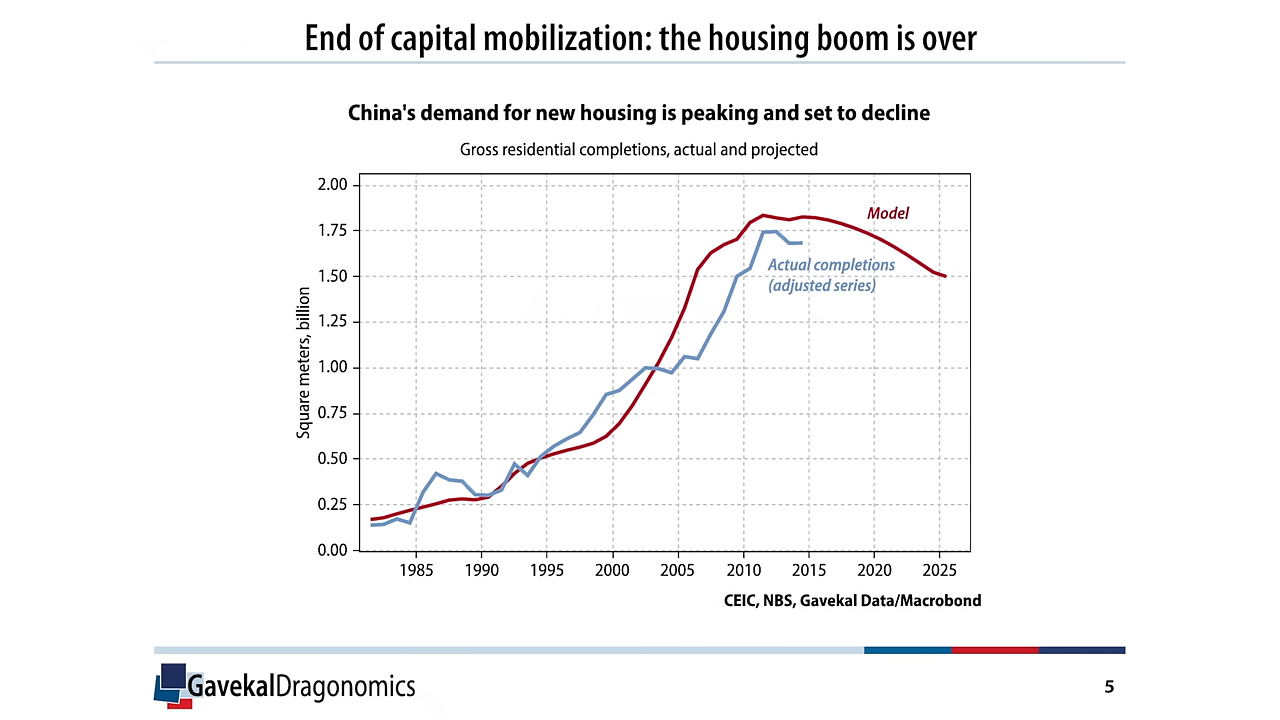 End of capital mobilization: the housing boom is over
China's demand for new housing is peaking and set to decline
Gross residential completions, actual and projected
Square meters, billion
2.00
1.75
1.50
1.25
1.00
0.75
0.50
0.25
0.00
Model
Actual completions
(adjusted series)
1985 1990 1995 2000 2005 2010 2015 2020 2025
CEIC, NBS, Gavekal Data/Macrobond
GavekalDragonomics
5